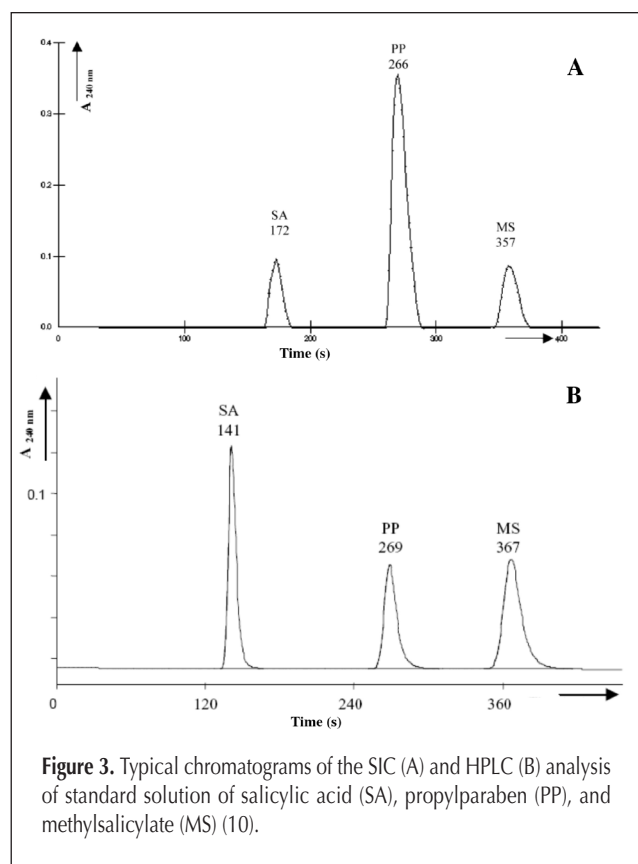 A
0.4
0.3
0.2
0.1
0.0
A 240 nm
SA
172
PP
266
MS
357
0
100
200
300
400
Time (s)
B
A 240 nm
0.1
SA
141
PP
269
MS
367
0
120
240
360
Time (s)
Figure 3. Typical chromatograms of the SIC (A) and HPLC (B) analysis
of standard solution of salicylic acid (SA), propylparaben (PP), and
methylsalicylate (MS) (10).